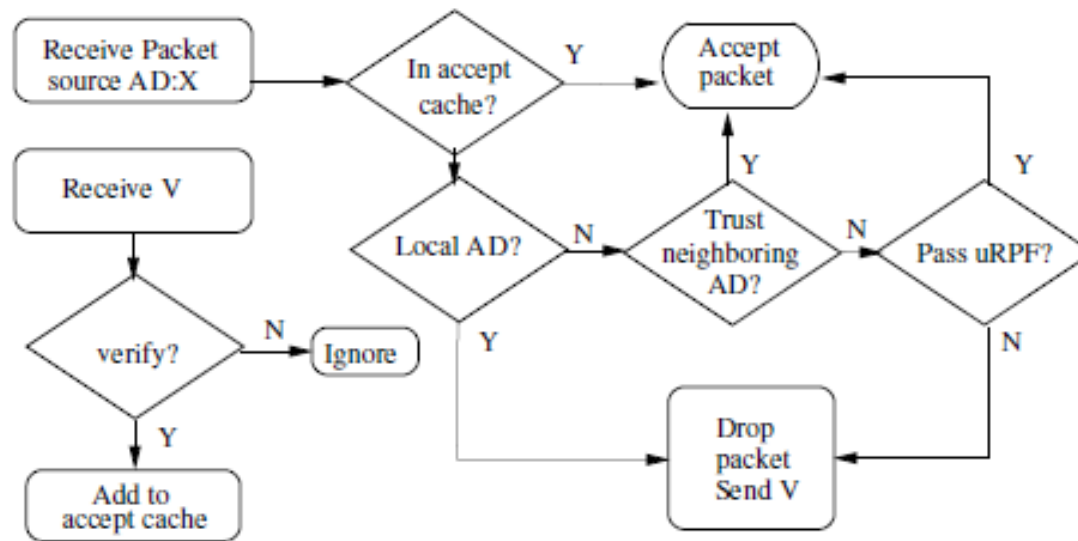 Receive Packet
source AD:X
In accept
cache?
Y
Accept
packet
Receive V
Local AD?
N
Trust
neighboring
AD?
Y
N
Pass uRPF?
Y
verify?
N
Ignore
Y
N
Y
Drop
packet
Send V
Add to
accept cache